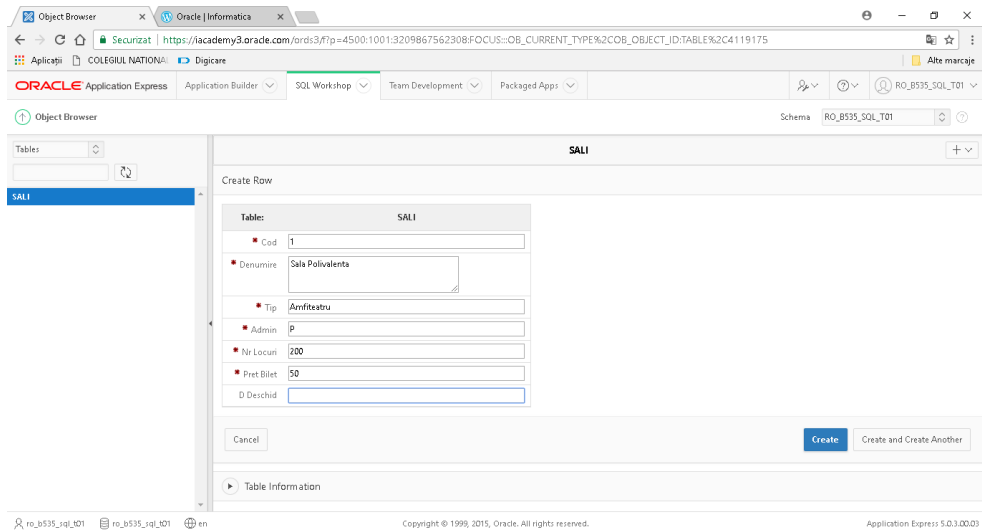 Object Browser
Oracle | Informatica
Securizat | https://iacademy3.oracle.com/ords3/f?p=4500:1001:3209867562308:FOCUS:::OB_CURRENT_TYPE%2COB_OBJECT_ID:TABLE%2C4119175
Aplicații COLEGIUL NATIONAL Digicare Alte marcaje
ORACLE Application Express Application Builder SQL Workshop Team Development Packaged Apps RO_B535_SQL_T01
Object Browser Schema RO_B535_SQL_T01
Tables
SALI
SALI
Create Row
Table: SALI
* Cod 1
* Denumire Sala Polivalenta
* Tip Amfiteatru
* Admin P
* Nr Locuri 200
* Pret Bilet 50
D Deschid
Cancel Create Create and Create Another
Table Information
ro_b535_sql_t01 ro_b535_sql_t01 en Copyright © 1999, 2015, Oracle. All rights reserved. Application Express 5.0.3.00.03